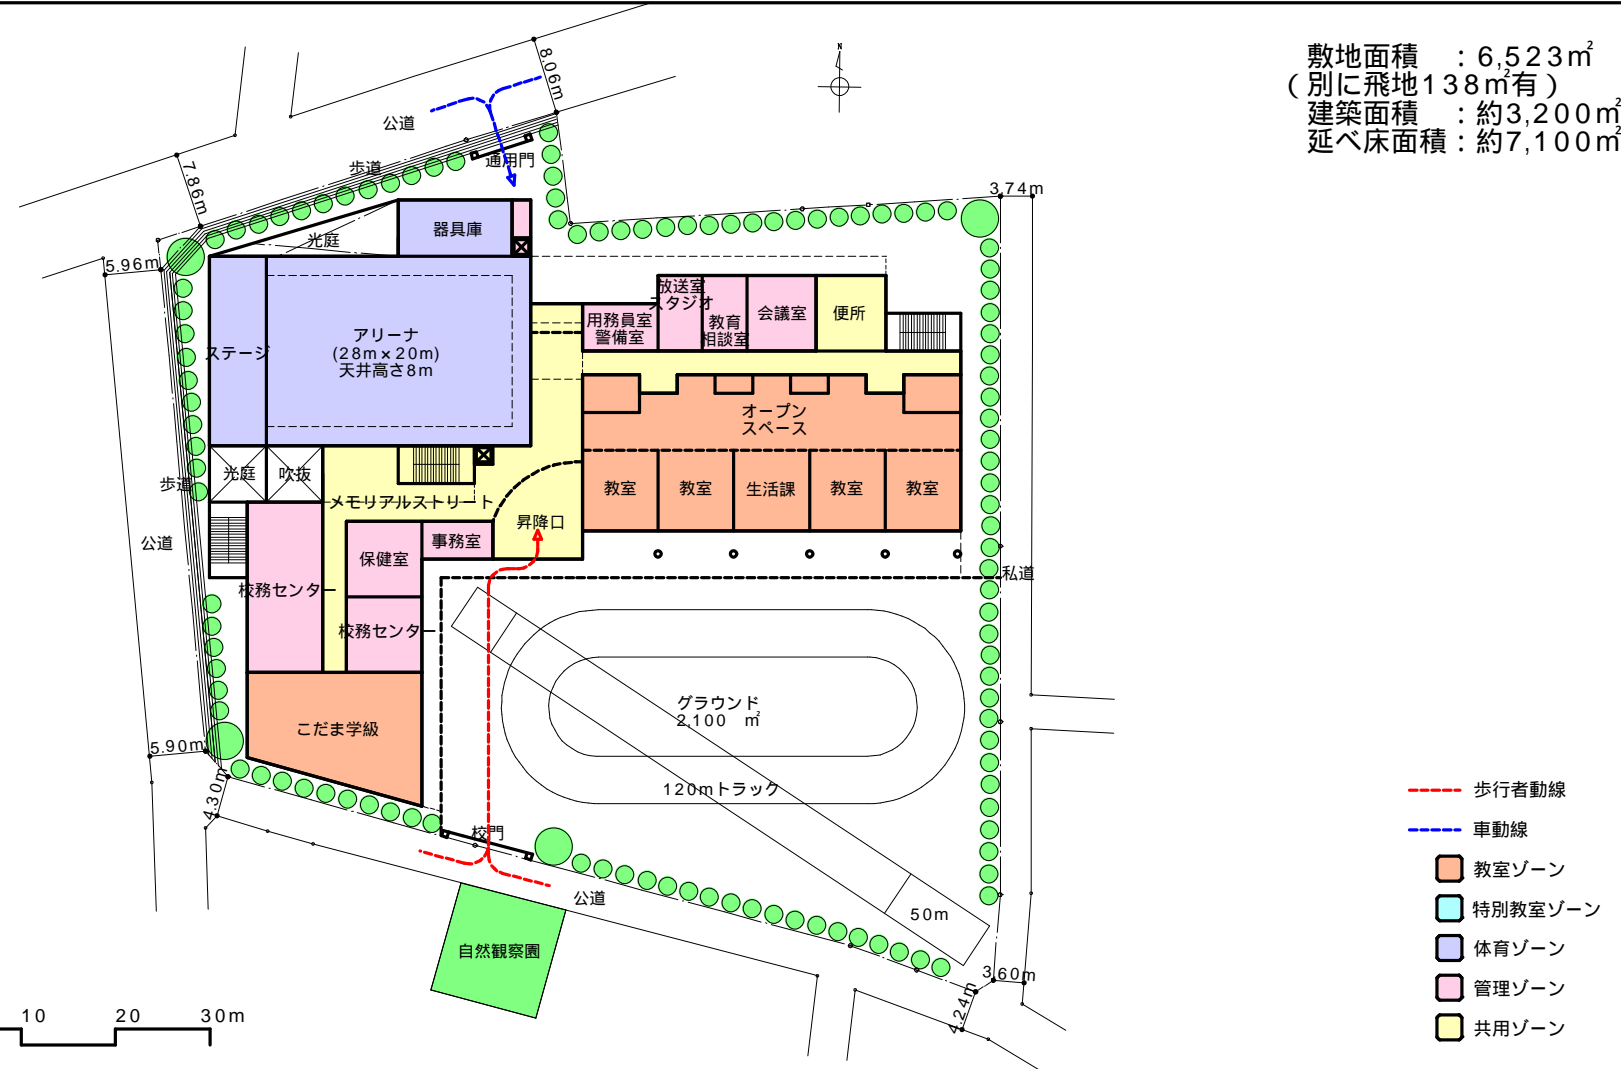 敷地面積 : 6,523㎡
(別に飛地138㎡有)
建築面積 : 約3,200㎡
延べ床面積 : 約7,100㎡
N
8.06m
公道
通用門
歩道
7.86m
3.74m
器具庫
光庭
5.96m
放送室
スタジオ
用務員室
警備室
教育
相談室
会議室
便所
アリーナ
(28m×20m)
天井高さ8m
ステージ
オープン
スペース
光庭
吹抜
歩道
メモリアルストリート
教室
教室
生活課
教室
教室
昇降口
事務室
保健室
公道
私道
校務センター
校務センター
グラウンド
2,100 ㎡
こだま学級
5.90m
4.30m
120mトラック
校門
公道
50m
自然観察園
3.60m
4.24m
10 20 30m
歩行者動線
車動線
教室ゾーン
特別教室ゾーン
体育ゾーン
管理ゾーン
共用ゾーン